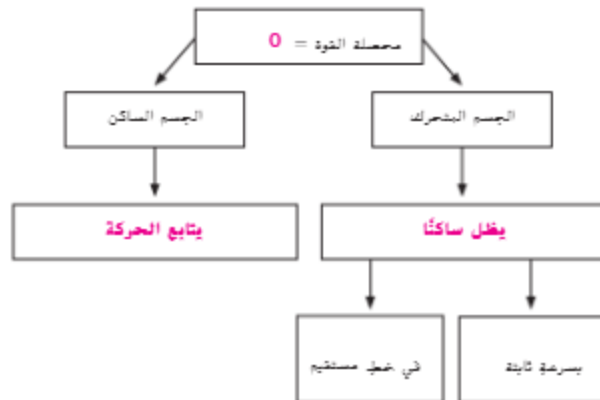 محصلة القوة = 0
الجسم المتحرك
الجسم الساكن
يظل ساكنًا
يتابع الحركة
بسرعة ثابتة
في خط مستقيم